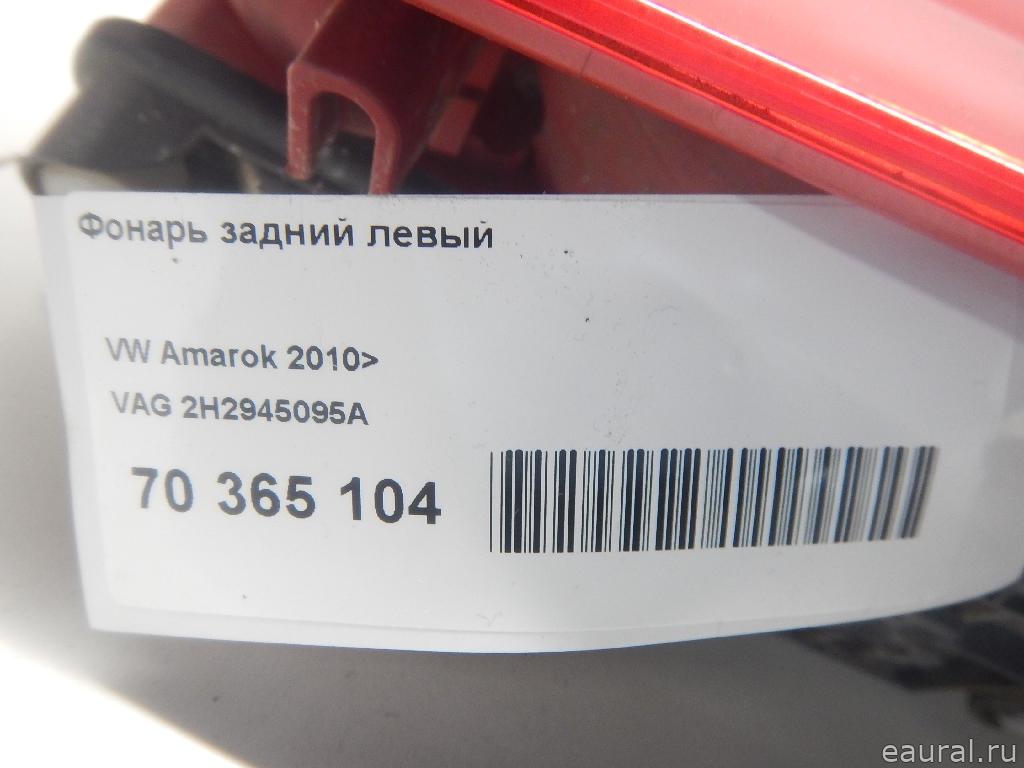 Фонарь задний левый
VW Amarok 2010>
VAG 2H2945095A
70 365 104
eaural.ru